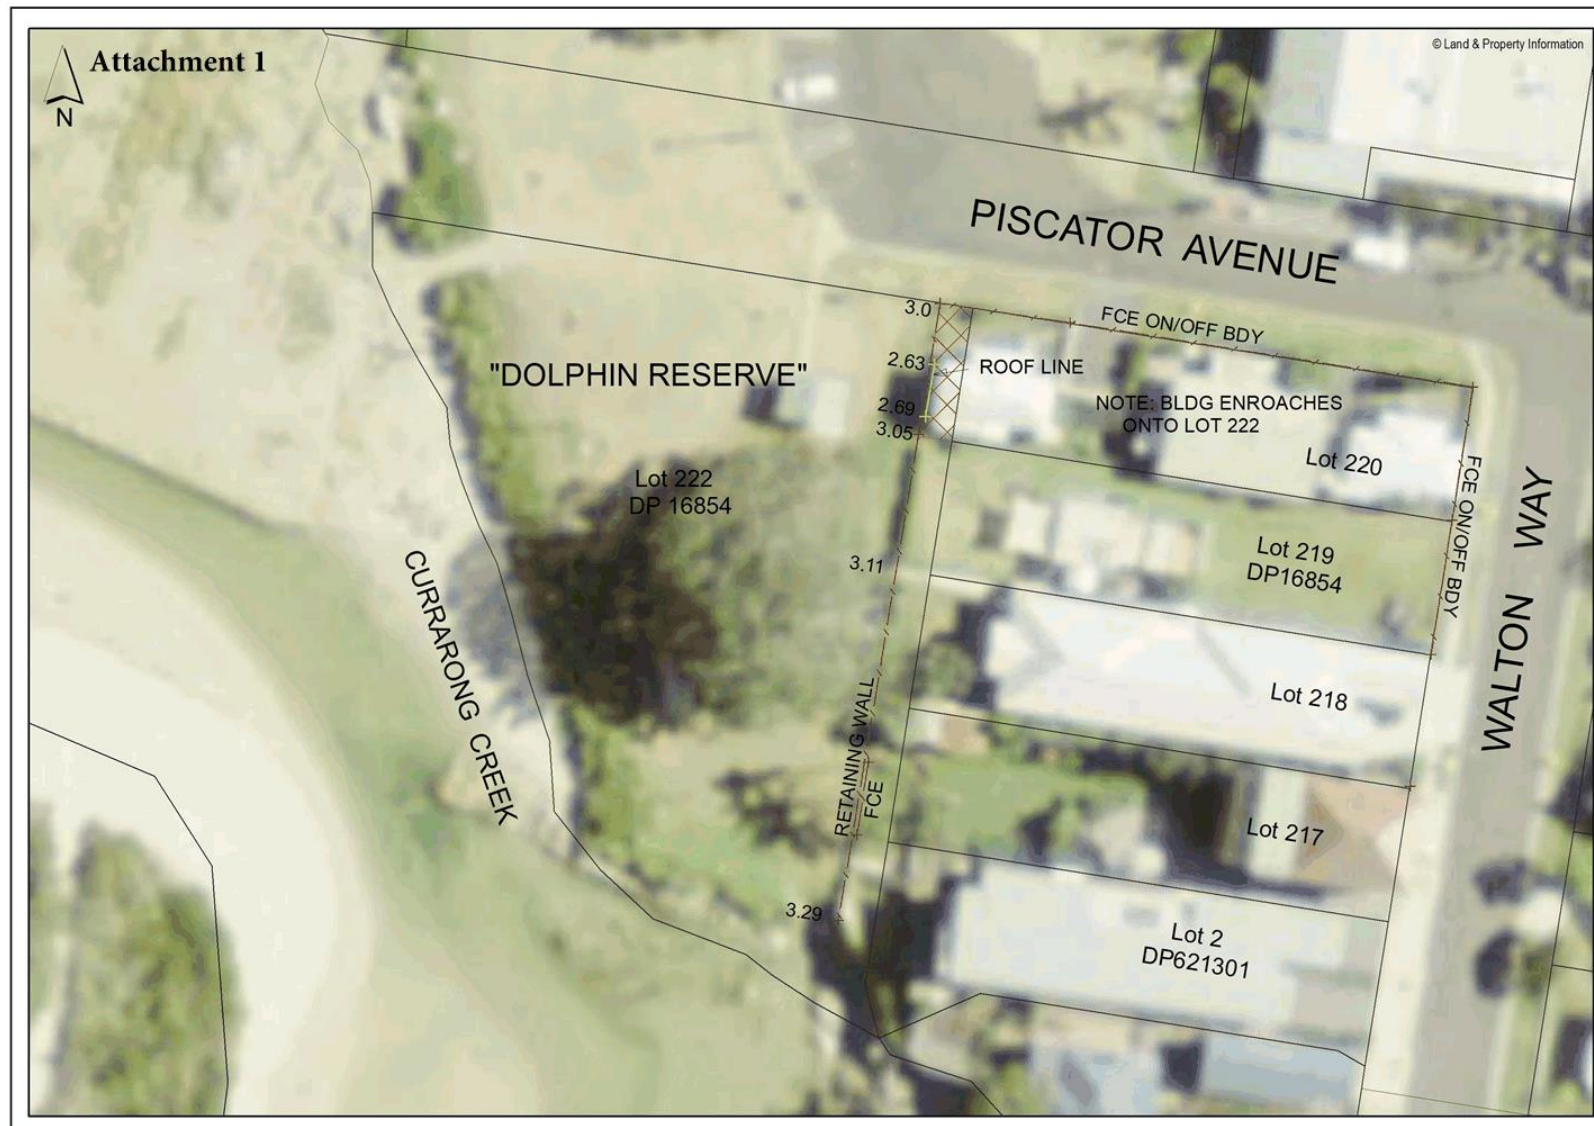 Attachment 1
© Land & Property Information
N
PISCATOR AVENUE
3.0
FCE ON/OFF BDY
2.63
ROOF LINE
"DOLPHIN RESERVE"
2.69
NOTE: BLDG ENROACHES
ONTO LOT 222
3.05
Lot 220
Lot 222
DP 16854
FCE ON/OFF BDY
WALTON WAY
3.11
Lot 219
DP16854
CURRARONG CREEK
Lot 218
RETAINING WALL
FCE
Lot 217
3.29
Lot 2
DP621301